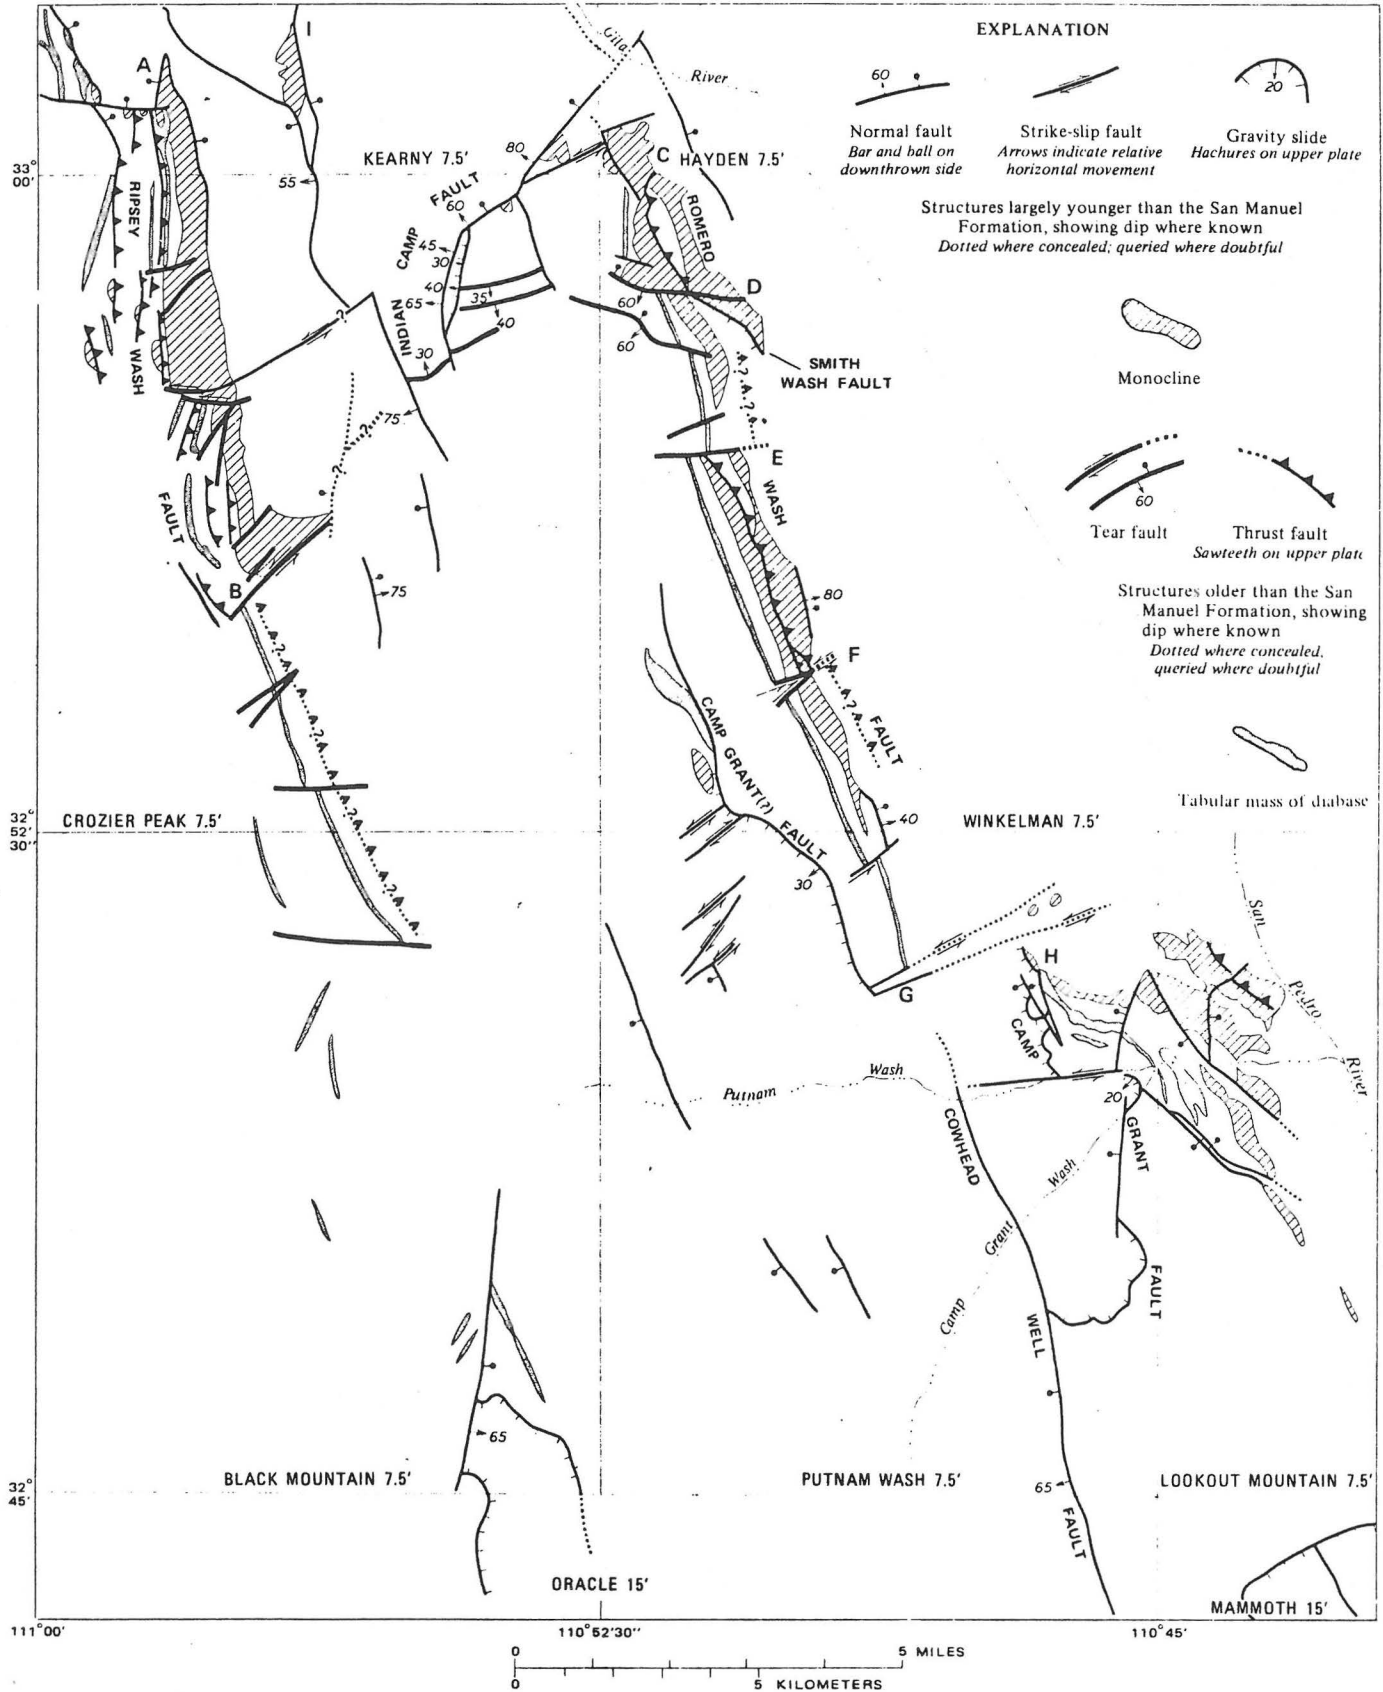 EXPLANATION
60
20
Normal fault
Bar and ball on
downthrown side
Strike-slip fault
Arrows indicate relative
horizontal movement
Gravity slide
Hachures on upper plate
Structures largely younger than the San Manuel
Formation, showing dip where known
Dotted where concealed; queried where doubtful
Monocline
60
Tear fault
Thrust fault
Sawteeth on upper plate
Structures older than the San
Manuel Formation, showing
dip where known
Dotted where concealed,
queried where doubtful
Tabular mass of diabase
Gila
River
I
A
33°
00'
KEARNY 7.5'
HAYDEN 7.5'
80
C
55
FAULT
60
RIPSEY
ROMERO
CAMP
45
30
40
35
65
40
D
60
60
INDIAN
30
?
WASH
SMITH
WASH FAULT
?
?
75
?
?
E
WASH
FAULT
B
75
80
F
?
?
?
?
?
?
CAMP GRANT(?) FAULT
FAULT
32°
52'
30"
CROZIER PEAK 7.5'
WINKELMAN 7.5'
40
30
San
Pedro
River
G
H
CAMP
Putnam
Wash
20
GRANT
COWHEAD
Wash
Grant
Camp
FAULT
WELL
65
65
FAULT
32°
45'
BLACK MOUNTAIN 7.5'
PUTNAM WASH 7.5'
LOOKOUT MOUNTAIN 7.5'
ORACLE 15'
MAMMOTH 15'
111°00'
110°52'30"
110°45'
0
5 MILES
0
5 KILOMETERS